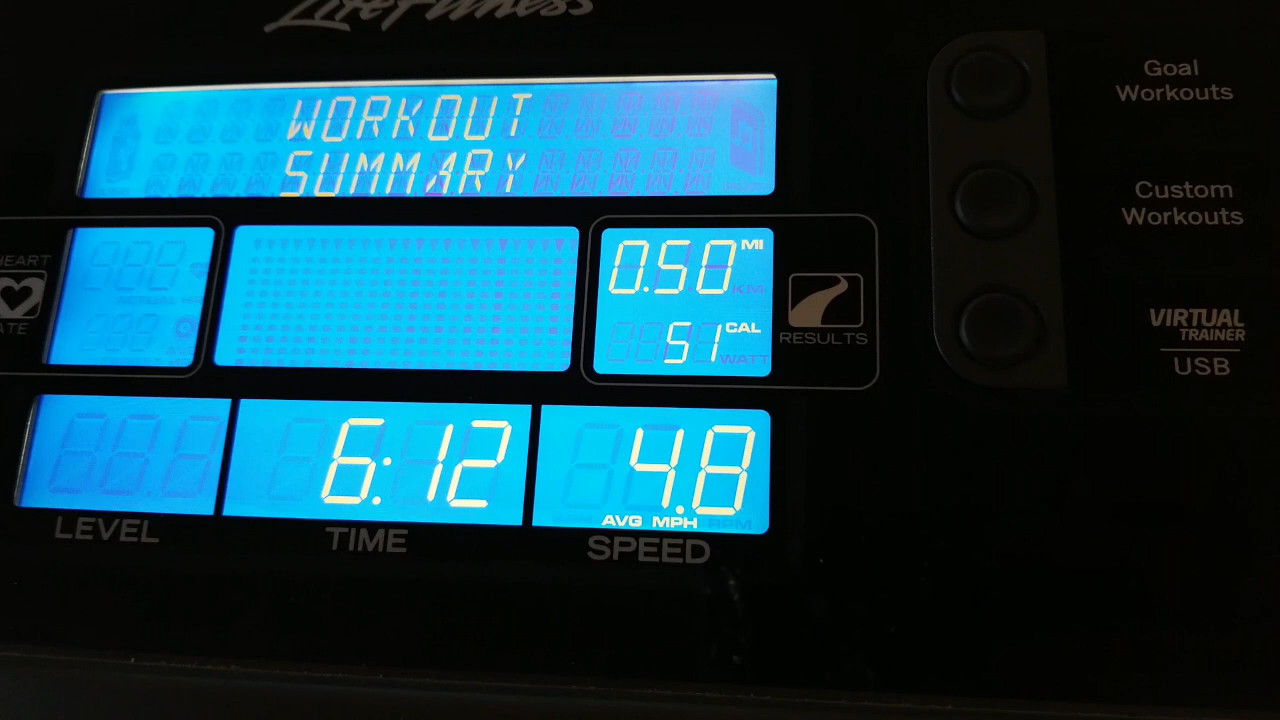 LifeFitness
WORKOUT
SUMMARY
Goal
Workouts
Custom
Workouts
VIRTUAL
TRAINER
USB
HEART
0.50 MI
KM
51 CAL
WATT
RESULTS
6:12
4.8
AVG MPH RPM
LEVEL
TIME
SPEED